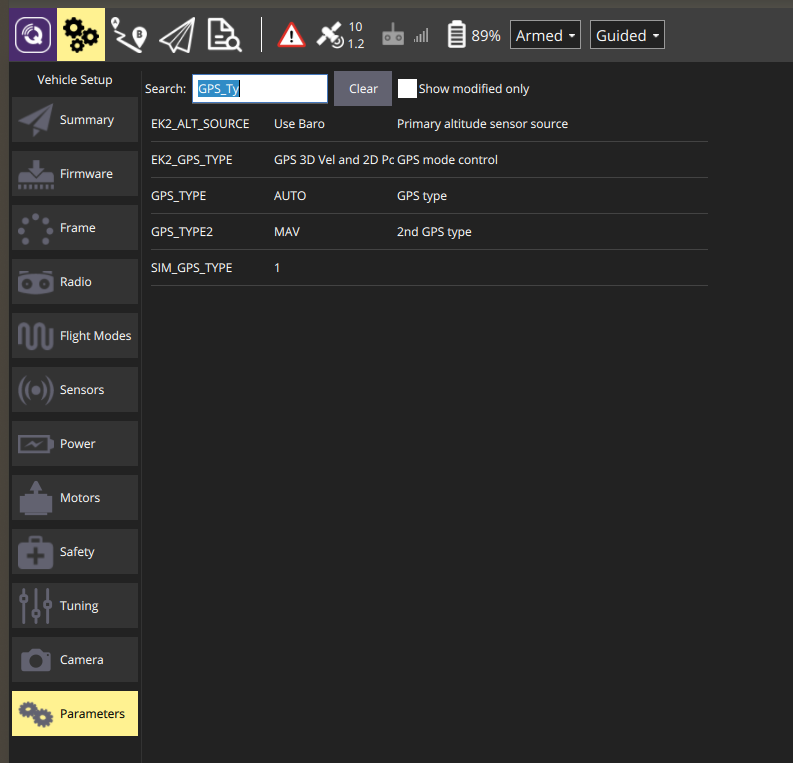 10
1.2
89%
Armed
Guided
Vehicle Setup
Search: GPS_Ty Clear Show modified only
Summary
Firmware
Frame
Radio
Flight Modes
Sensors
Power
Motors
Safety
Tuning
Camera
Parameters
EK2_ALT_SOURCE Use Baro Primary altitude sensor source
EK2_GPS_TYPE GPS 3D Vel and 2D Po GPS mode control
GPS_TYPE AUTO GPS type
GPS_TYPE2 MAV 2nd GPS type
SIM_GPS_TYPE 1